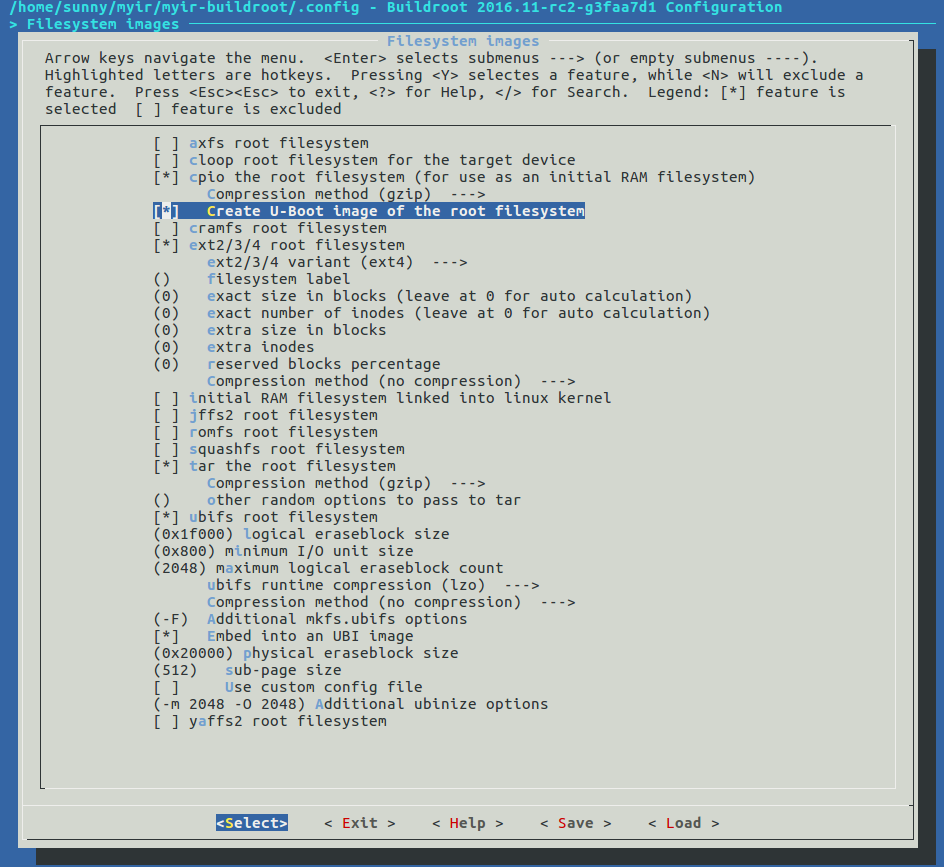 /home/sunny/myir/myir-buildroot/.config - Buildroot 2016.11-rc2-g3faa7d1 Configuration
> Filesystem images
Filesystem images
Arrow keys navigate the menu.  <Enter> selects submenus ---> (or empty submenus ----).
Highlighted letters are hotkeys.  Pressing <Y> selectes a feature, while <N> will exclude a
feature.  Press <Esc><Esc> to exit, <?> for Help, </> for Search.  Legend: [*] feature is
selected  [ ] feature is excluded
[ ] axfs root filesystem
[ ] cloop root filesystem for the target device
[*] cpio the root filesystem (for use as an initial RAM filesystem)
Compression method (gzip)  --->
[*]   Create U-Boot image of the root filesystem
[ ] cramfs root filesystem
[*] ext2/3/4 root filesystem
ext2/3/4 variant (ext4)  --->
()    filesystem label
(0)   exact size in blocks (leave at 0 for auto calculation)
(0)   exact number of inodes (leave at 0 for auto calculation)
(0)   extra size in blocks
(0)   extra inodes
(0)   reserved blocks percentage
Compression method (no compression)  --->
[ ] initial RAM filesystem linked into linux kernel
[ ] jffs2 root filesystem
[ ] romfs root filesystem
[ ] squashfs root filesystem
[*] tar the root filesystem
Compression method (gzip)  --->
()    other random options to pass to tar
[*] ubifs root filesystem
(0x1f000) logical eraseblock size
(0x800) minimum I/O unit size
(2048) maximum logical eraseblock count
ubifs runtime compression (lzo)  --->
Compression method (no compression)  --->
(-F)  Additional mkfs.ubifs options
[*]   Embed into an UBI image
(0x20000) physical eraseblock size
(512)   sub-page size
[ ]     Use custom config file
(-m 2048 -O 2048) Additional ubinize options
[ ] yaffs2 root filesystem
<Select>    < Exit >    < Help >    < Save >    < Load >